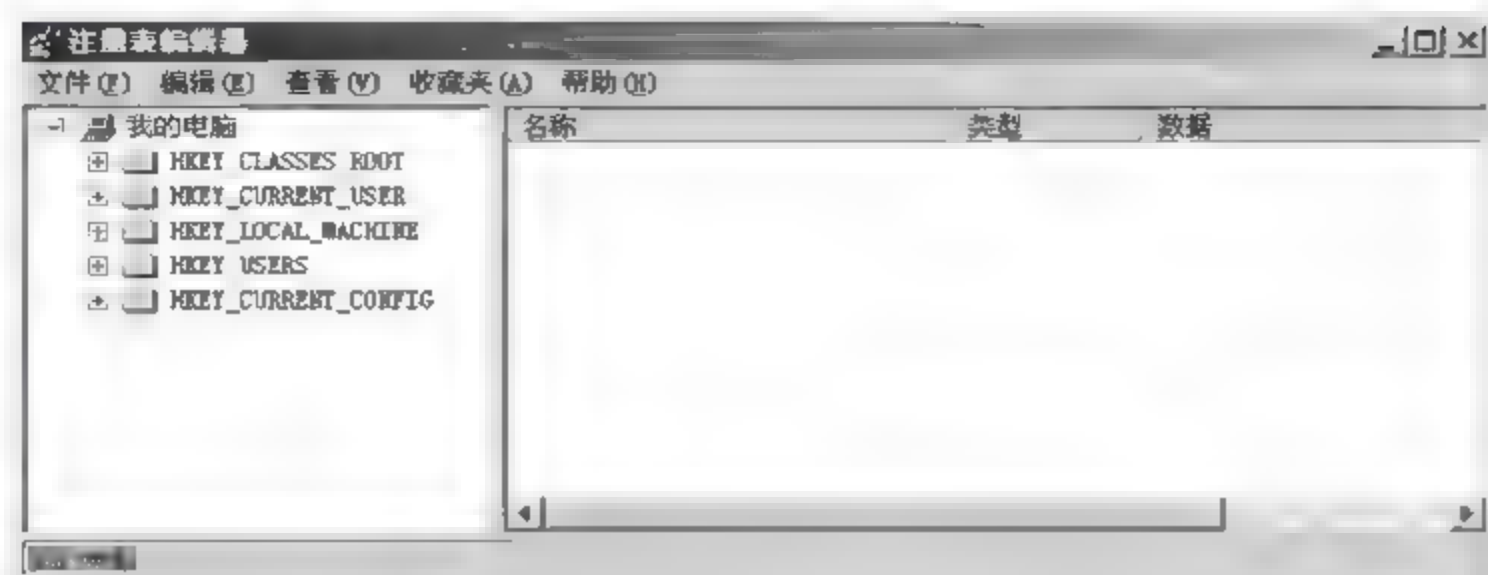 注册表编辑器
文件(F) 编辑(E) 查看(V) 收藏夹(A) 帮助(H)
我的电脑
HKEY_CLASSES_ROOT
HKEY_CURRENT_USER
HKEY_LOCAL_MACHINE
HKEY_USERS
HKEY_CURRENT_CONFIG
名称 类型 数据